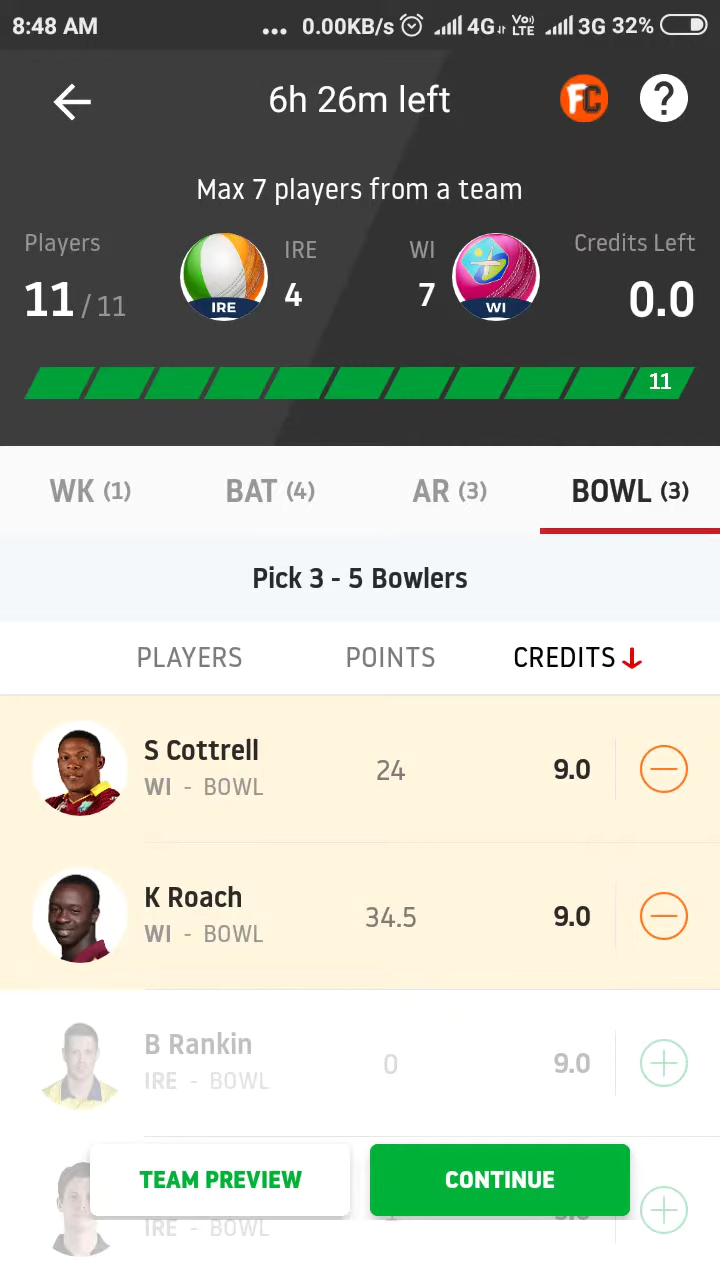 8:48 AM ... 0.00KB/s 4G VoLTE 3G 32%
6h 26m left FC ?
Max 7 players from a team
Players IRE WI Credits Left
11 / 11 4 7 0.0
IRE WI
11
WK (1) BAT (4) AR (3) BOWL (3)
Pick 3 - 5 Bowlers
PLAYERS POINTS CREDITS
S Cottrell
WI - BOWL 24 9.0
K Roach
WI - BOWL 34.5 9.0
B Rankin
IRE - BOWL 0 9.0
TEAM PREVIEW CONTINUE
IRE - BOWL